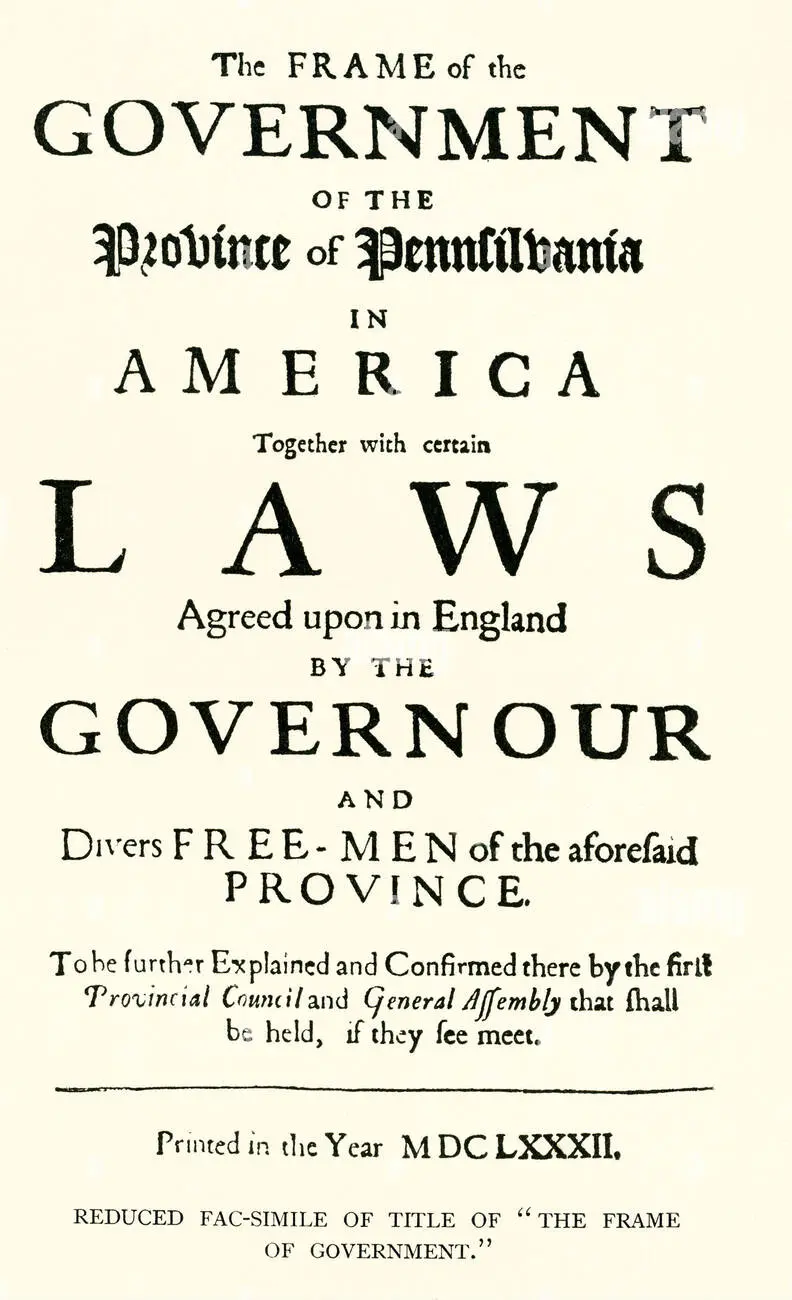 The FRAME of the
GOVERNMENT
OF THE
Province of Pennſilvania
IN
AMERICA
Together with certain
LAWS
Agreed upon in England
BY THE
GOVERNOUR
AND
Divers FREE-MEN of the aforeſaid
PROVINCE.
To be further Explained and Confirmed there by the firſt
Provincial Council and General Aſſembly that ſhall
be held, if they ſee meet.
Printed in the Year MDCLXXXII.
REDUCED FAC-SIMILE OF TITLE OF “THE FRAME
OF GOVERNMENT.”